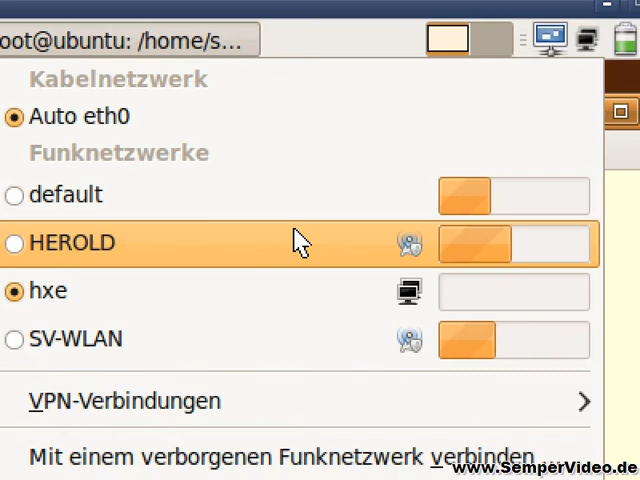 oot@ubuntu: /home/s...
Kabelnetzwerk
Auto eth0
Funknetzwerke
default
HEROLD
hxe
SV-WLAN
VPN-Verbindungen
Mit einem verborgenen Funknetzwerk verbinden
www.SemperVideo.de